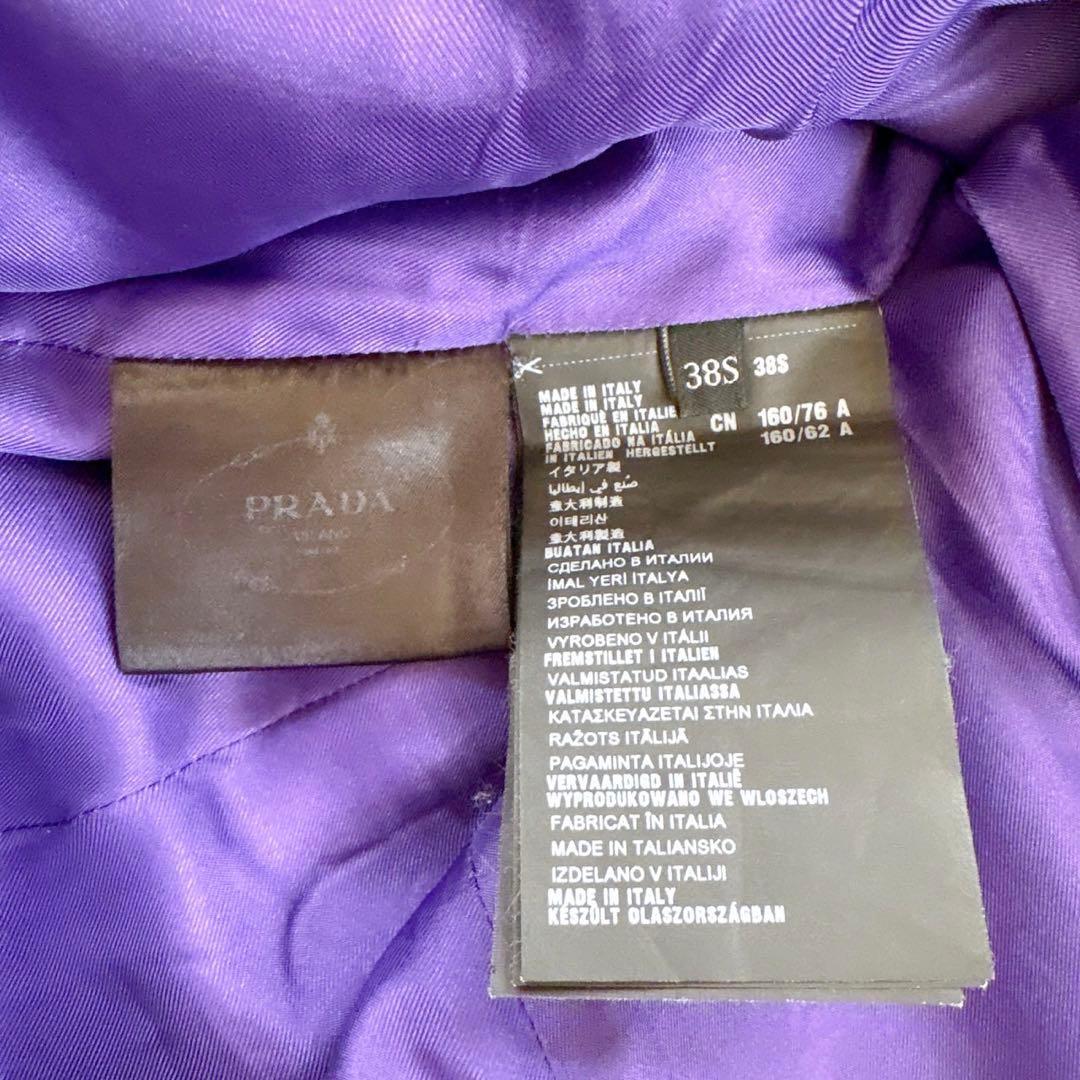 PRADA
MILANO
38S
38S
CN 160/76 A
160/62 A
MADE IN ITALY
MADE IN ITALY
FABRIQUE EN ITALIE
HECHO EN ITALIA
FABRICADO NA ITÁLIA
IN ITALIEN HERGESTELLT
イタリア製
صنع في إيطاليا
意大利制造
이테리산
意大利製造
BUATAN ITALIA
СДЕЛАНО В ИТАЛИИ
İMAL YERİ İTALYA
ЗРОБЛЕНО В ІТАЛІЇ
ИЗРАБОТЕНО В ИТАЛИЯ
VYROBENO V ITÁLII
FREMSTILLET I ITALIEN
VALMISTATUD ITAALIAS
VALMISTETTU ITALIASSA
ΚΑΤΑΣΚΕΥΑΖΕΤΑΙ ΣΤΗΝ ΙΤΑΛΙΑ
RAŽOTS ITĀLIJĀ
PAGAMINTA ITALIJOJE
VERVAARDIGD IN ITALIË
WYPRODUKOWANO WE WLOSZECH
FABRICAT ÎN ITALIA
MADE IN TALIANSKO
IZDELANO V ITALIJI
MADE IN ITALY
KÉSZÜLT OLASZORSZÁGBAN